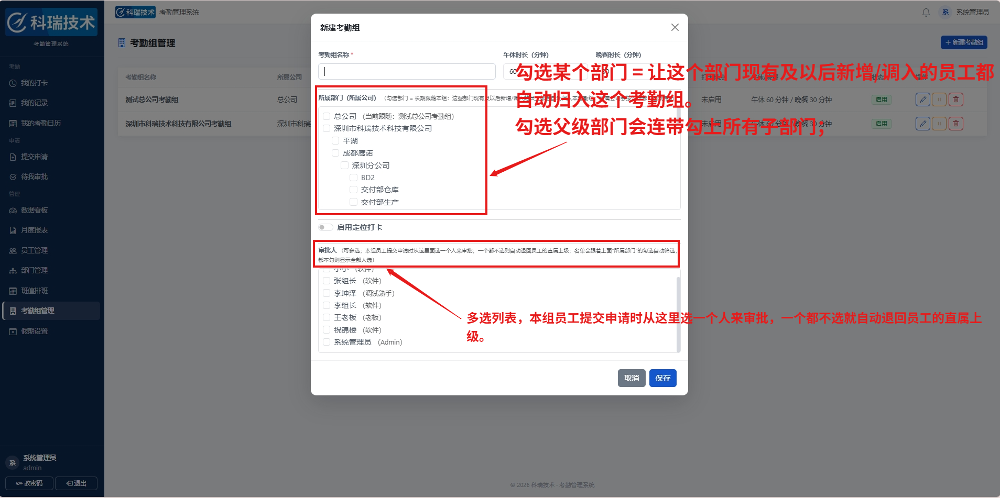 科瑞技术
考勤管理系统
考勤
我的打卡
我的记录
我的考勤日历
申请
提交申请
待我审批
管理
数据看板
月度报表
员工管理
部门管理
班值排班
考勤组管理
假期设置
系
系统管理员
admin
改密码
退出
科瑞技术 考勤管理系统
系 系统管理员
考勤组管理
+ 新建考勤组
考勤组名称 所属公司
测试总公司考勤组 总公司 未启用 午休 60 分钟 / 晚餐 30 分钟 启用
深圳市科瑞技术科技有限公司考勤组 深圳市科瑞 启用
新建考勤组
考勤组名称 * 午休时长（分钟） 晚餐时长（分钟）
60
勾选某个部门 = 让这个部门现有及以后新增/调入的员工都
自动归入这个考勤组。
勾选父级部门会连带勾上所有子部门；
所属部门（所属公司） （勾选部门 = 长期跟随本组：这些部门现有及以后新增/调入的员工都
总公司 （当前跟随：测试总公司考勤组）
深圳市科瑞技术科技有限公司
平湖
成都鹰诺
深圳分公司
BD2
交付部仓库
交付部生产
启用定位打卡
审批人 （可多选；本组员工提交申请时从这里面选一个人来审批；一个都不选则自动退回员工的直属上级；名单会跟着上面"所属部门"的勾选自动筛选，
都不勾则显示全部人选）
（软件）
张组长 （软件）
李坤泽 （调试熟手）
李组长 （软件）
王老板 （老板）
祝锦楼 （软件）
系统管理员 （Admin）
多选列表，本组员工提交申请时从这里选一个人来审批，一个都不选就自动退回员工的直属上
级。
取消 保存
© 2026 科瑞技术 · 考勤管理系统